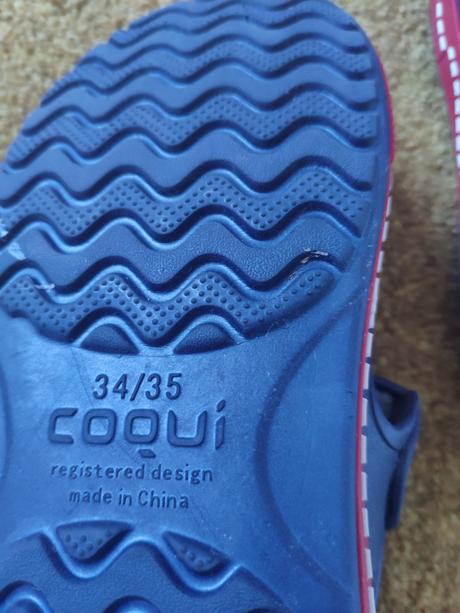 34/35
coqui
registered design
made in China